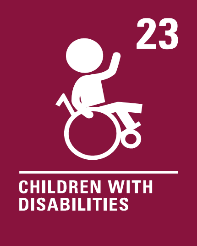 23
CHILDREN WITH
DISABILITIES